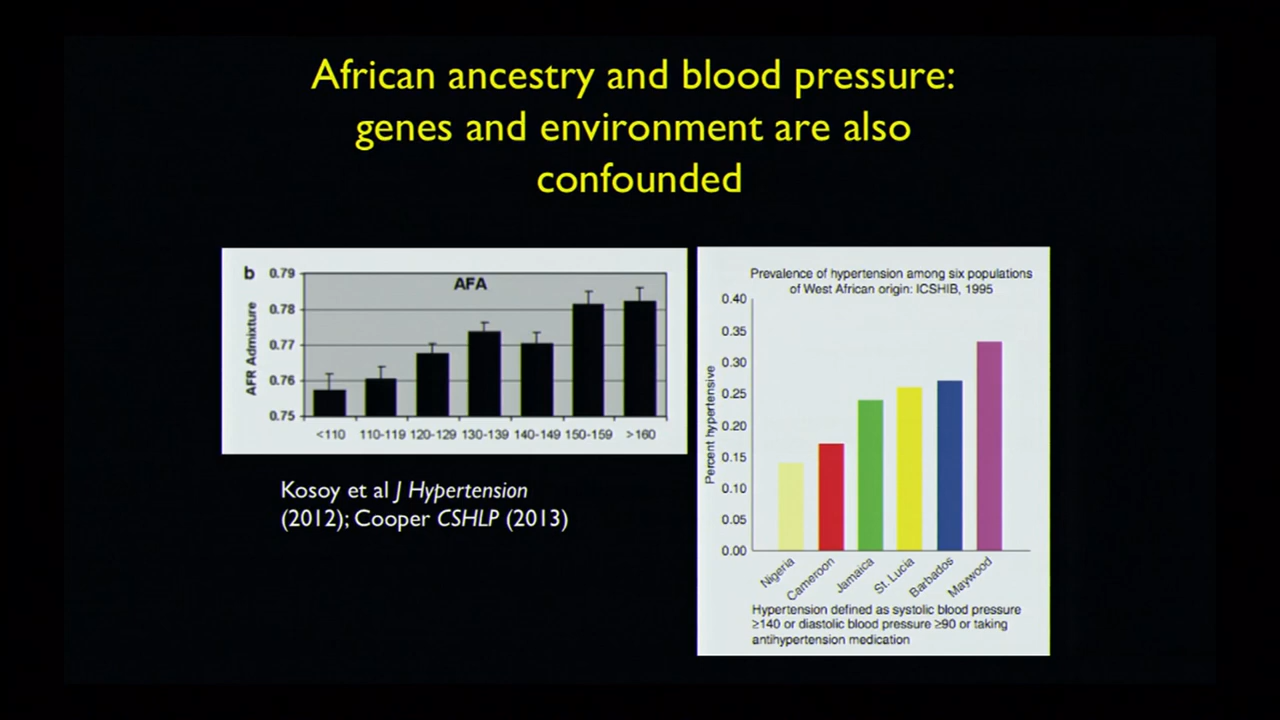 African ancestry and blood pressure:
genes and environment are also
confounded
b
AFA
AFR Admixture
0.79
0.78
0.77
0.76
0.75
<110 110-119 120-129 130-139 140-149 150-159 >160
Kosoy et al J Hypertension
(2012); Cooper CSHLP (2013)
Prevalence of hypertension among six populations
of West African origin: ICSHIB, 1995
Percent hypertensive
0.40
0.35
0.30
0.25
0.20
0.15
0.10
0.05
0.00
Nigeria
Cameroon
Jamaica
St. Lucia
Barbados
Maywood
Hypertension defined as systolic blood pressure
≥140 or diastolic blood pressure ≥90 or taking
antihypertension medication